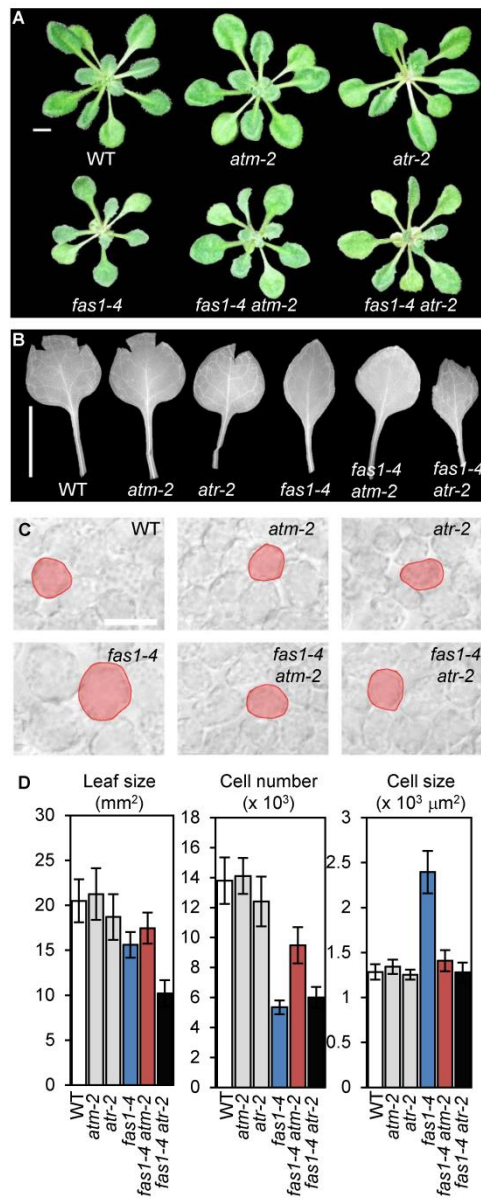 A
WT
atm-2
atr-2
fas1-4
fas1-4 atm-2
fas1-4 atr-2
B
WT
atm-2
atr-2
fas1-4
fas1-4
atm-2
fas1-4
atr-2
C
WT
atm-2
atr-2
fas1-4
fas1-4
atm-2
fas1-4
atr-2
D
Leaf size
(mm²)
30
25
20
15
10
5
0
WT
atm-2
atr-2
fas1-4
fas1-4 atm-2
fas1-4 atr-2
Cell number
(x 10³)
18
16
14
12
10
8
6
4
2
0
WT
atm-2
atr-2
fas1-4
fas1-4 atm-2
fas1-4 atr-2
Cell size
(x 10³ μm²)
3
2.5
2
1.5
1
0.5
0
WT
atm-2
atr-2
fas1-4
fas1-4 atm-2
fas1-4 atr-2